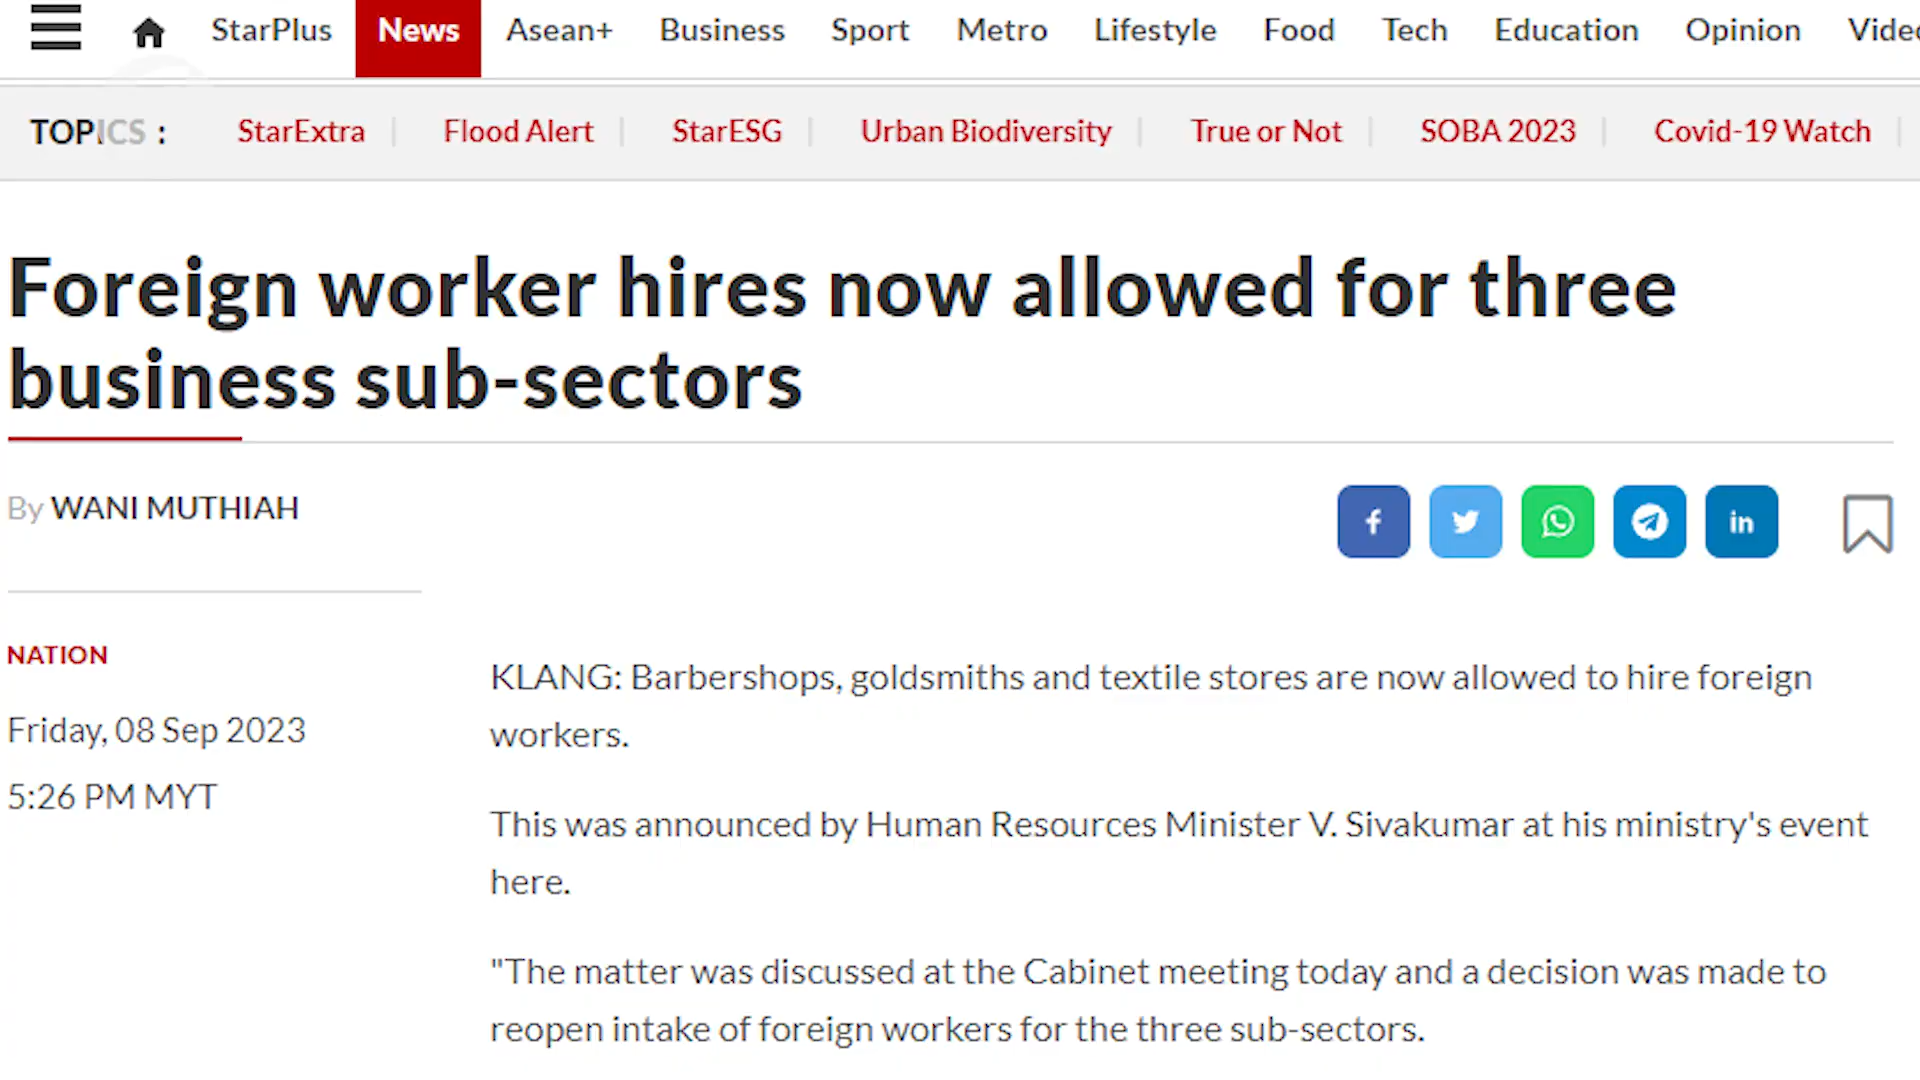 StarPlus News Asean+ Business Sport Metro Lifestyle Food Tech Education Opinion
TOPICS : StarExtra Flood Alert StarESG Urban Biodiversity True or Not SOBA 2023 Covid-19 Watch
Foreign worker hires now allowed for three
business sub-sectors
By WANI MUTHIAH
f in
NATION
Friday, 08 Sep 2023
5:26 PM MYT
KLANG: Barbershops, goldsmiths and textile stores are now allowed to hire foreign
workers.
This was announced by Human Resources Minister V. Sivakumar at his ministry's event
here.
"The matter was discussed at the Cabinet meeting today and a decision was made to
reopen intake of foreign workers for the three sub-sectors.